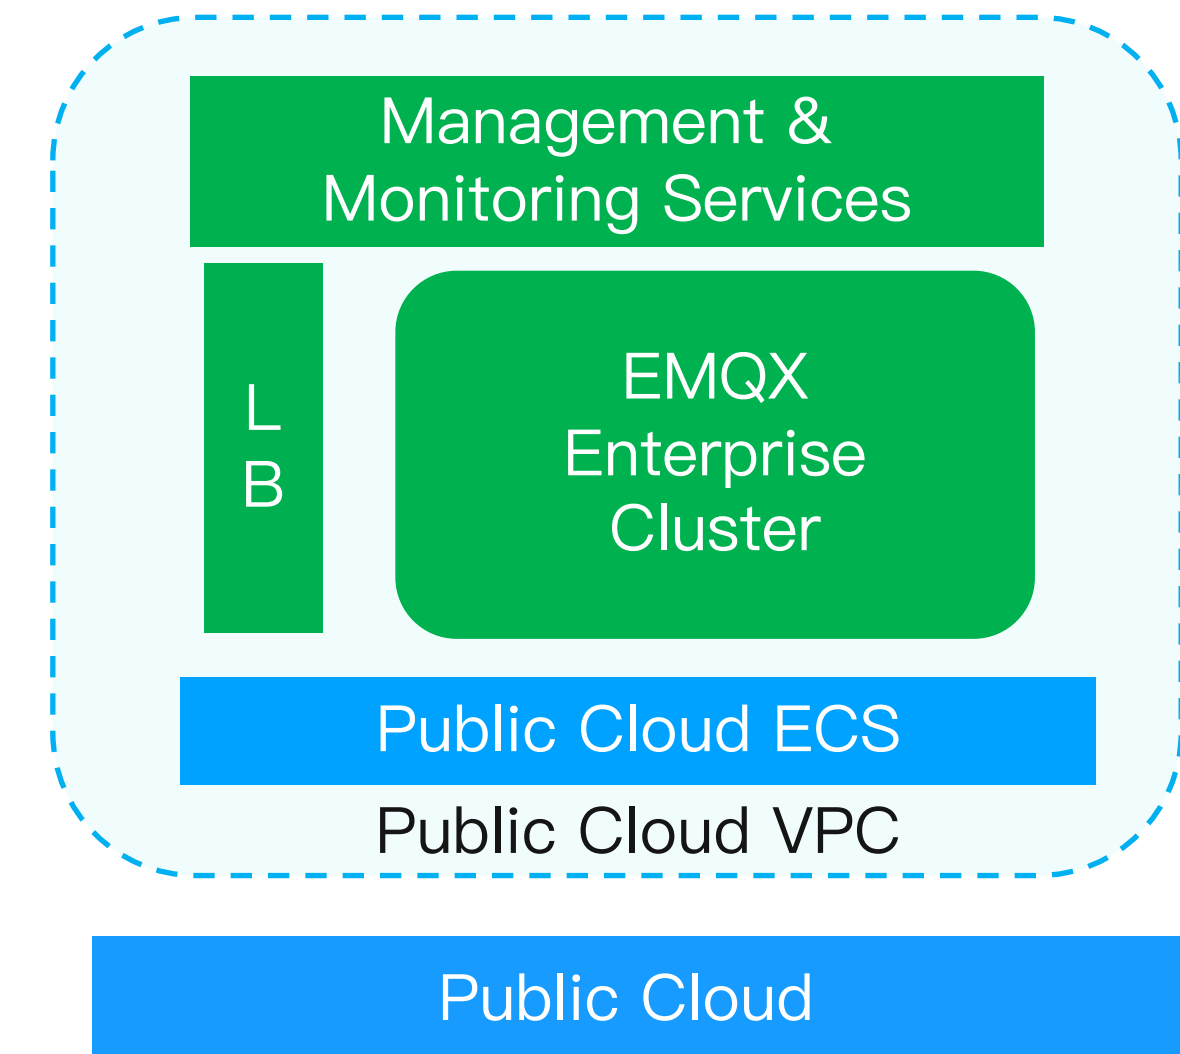 Management &
Monitoring Services
L
B
EMQX
Enterprise
Cluster
Public Cloud ECS
Public Cloud VPC
Public Cloud